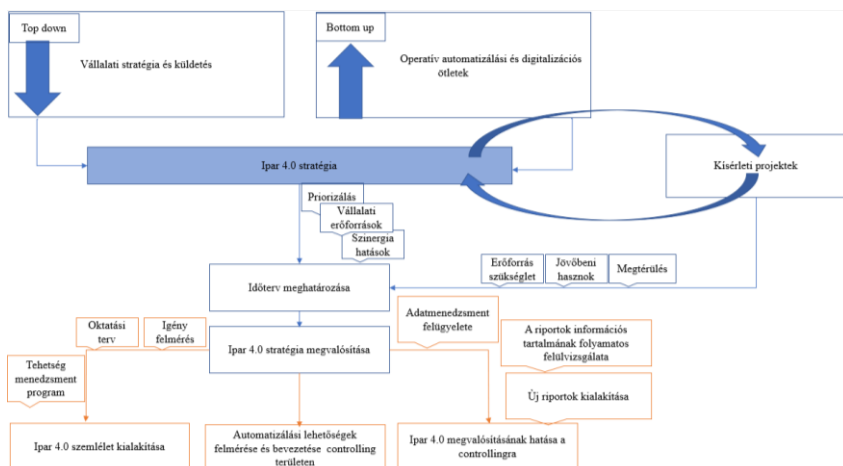 Top down
Vállalati stratégia és küldetés
Bottom up
Operatív automatizálási és digitalizációs
ötletek
Ipar 4.0 stratégia
Kísérleti projektek
Priorizálás
Vállalati
erőforrások
Szinergia
hatások
Erőforrás
szükséglet
Jövőbeni
hasznok
Megtérülés
Időterv meghatározása
Oktatási
terv
Igény
felmérés
Adatmenedzsment
felügyelete
Ipar 4.0 stratégia megvalósítása
A riportok információs
tartalmának folyamatos
felülvizsgálata
Tehetség
menedzsment
program
Új riportok kialakítása
Ipar 4.0 szemlélet kialakítása
Automatizálási lehetőségek
felmérése és bevezetése controlling
területen
Ipar 4.0 megvalósításának hatása a
controllingra